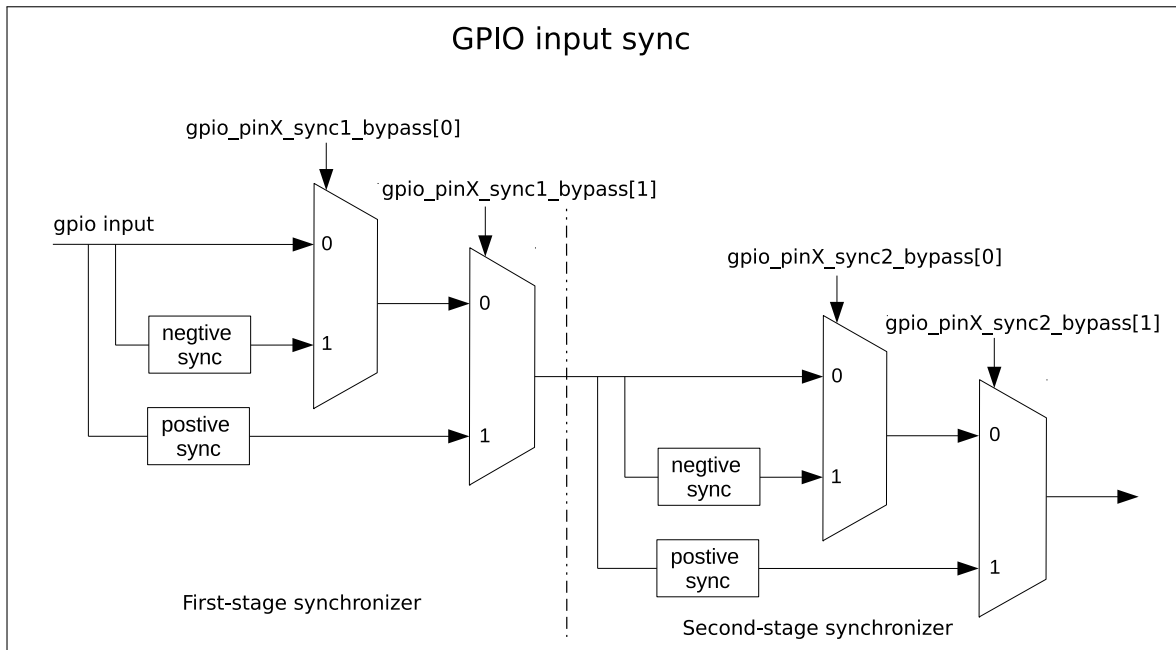 GPIO input sync
gpio_pinX_sync1_bypass[0]
gpio_pinX_sync1_bypass[1]
gpio input
0
0
negtive
sync
1
postive
sync
1
First-stage synchronizer
gpio_pinX_sync2_bypass[0]
gpio_pinX_sync2_bypass[1]
0
0
negtive
sync
1
postive
sync
1
Second-stage synchronizer